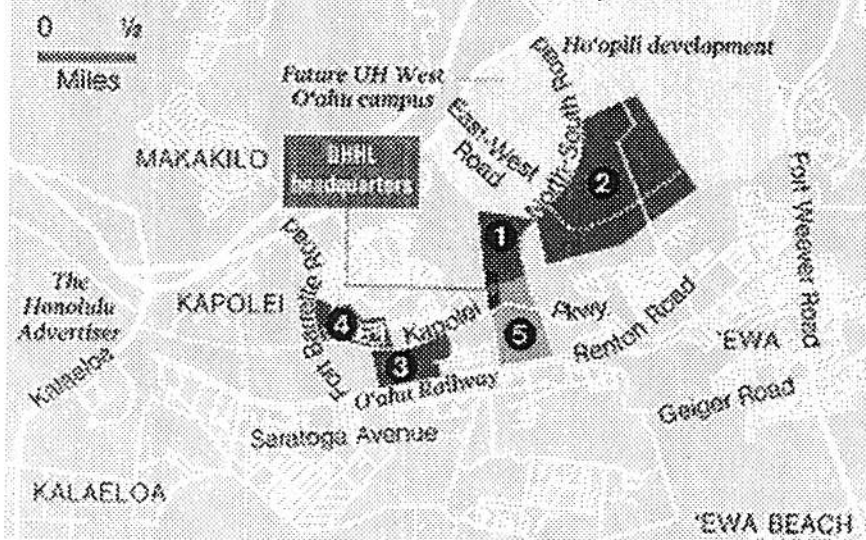 0 ½
Miles
Ho'opili development
Future UH West
O'ahu campus
North-South Road
East-West
Road
MAKAKILO
DHHL
headquarters
2
1
Fort Weaver Road
Fort Barrette Road
The
Honolulu
Advertiser
KAPOLEI
4
Kapolei
Pkwy.
5
Renton Road
'EWA
Kalaeloa
3
O'ahu Railway
Geiger Road
Saratoga Avenue
KALAELOA
'EWA BEACH